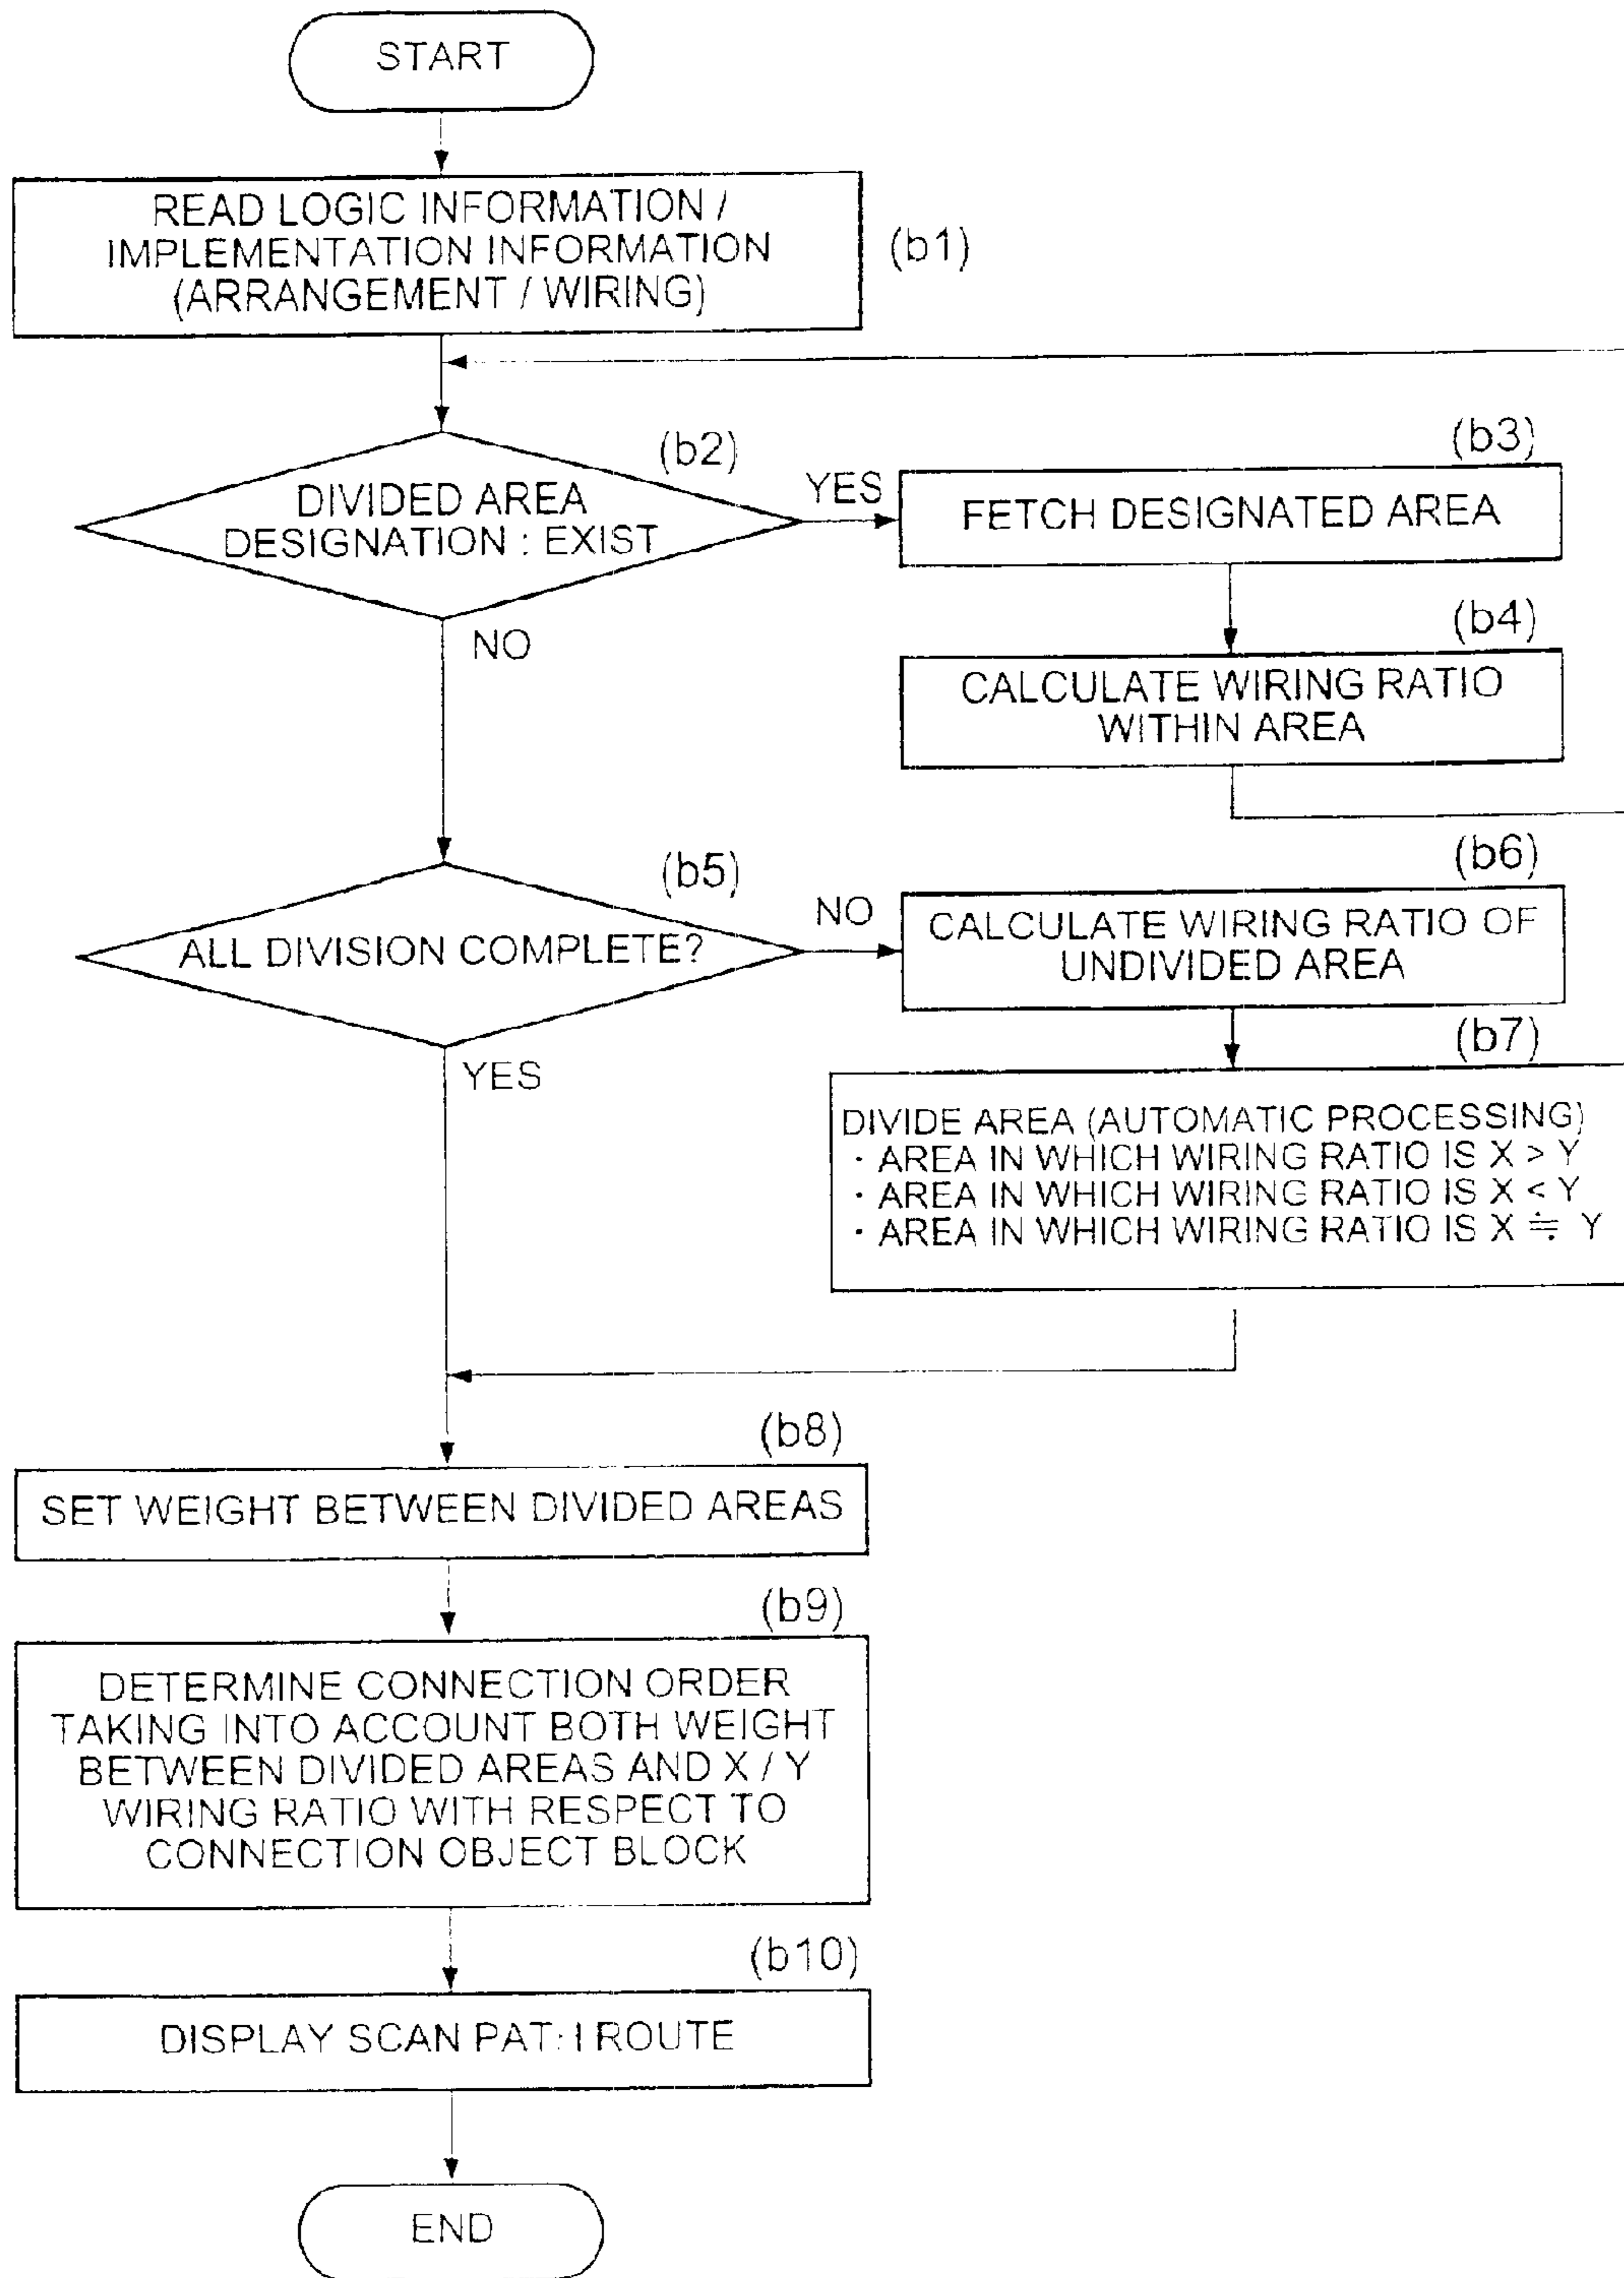 START
READ LOGIC INFORMATION /
IMPLEMENTATION INFORMATION
(ARRANGEMENT / WIRING)
(b1)
(b2)
DIVIDED AREA
DESIGNATION : EXIST
YES
NO
(b3)
FETCH DESIGNATED AREA
(b4)
CALCULATE WIRING RATIO
WITHIN AREA
(b5)
ALL DIVISION COMPLETE?
NO
YES
(b6)
CALCULATE WIRING RATIO OF
UNDIVIDED AREA
(b7)
DIVIDE AREA (AUTOMATIC PROCESSING)
· AREA IN WHICH WIRING RATIO IS X > Y
· AREA IN WHICH WIRING RATIO IS X < Y
· AREA IN WHICH WIRING RATIO IS X ≒ Y
(b8)
SET WEIGHT BETWEEN DIVIDED AREAS
(b9)
DETERMINE CONNECTION ORDER
TAKING INTO ACCOUNT BOTH WEIGHT
BETWEEN DIVIDED AREAS AND X / Y
WIRING RATIO WITH RESPECT TO
CONNECTION OBJECT BLOCK
(b10)
DISPLAY SCAN PATH ROUTE
END